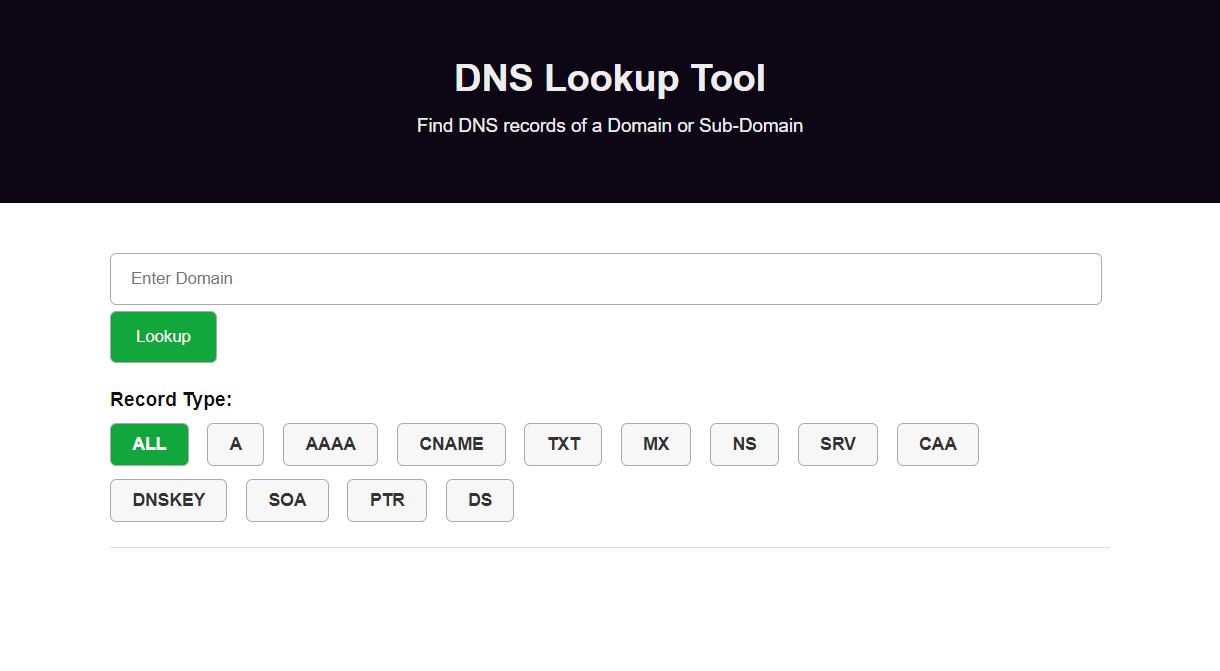 DNS Lookup Tool
Find DNS records of a Domain or Sub-Domain
Enter Domain
Lookup
Record Type:
ALL A AAAA CNAME TXT MX NS SRV CAA
DNSKEY SOA PTR DS